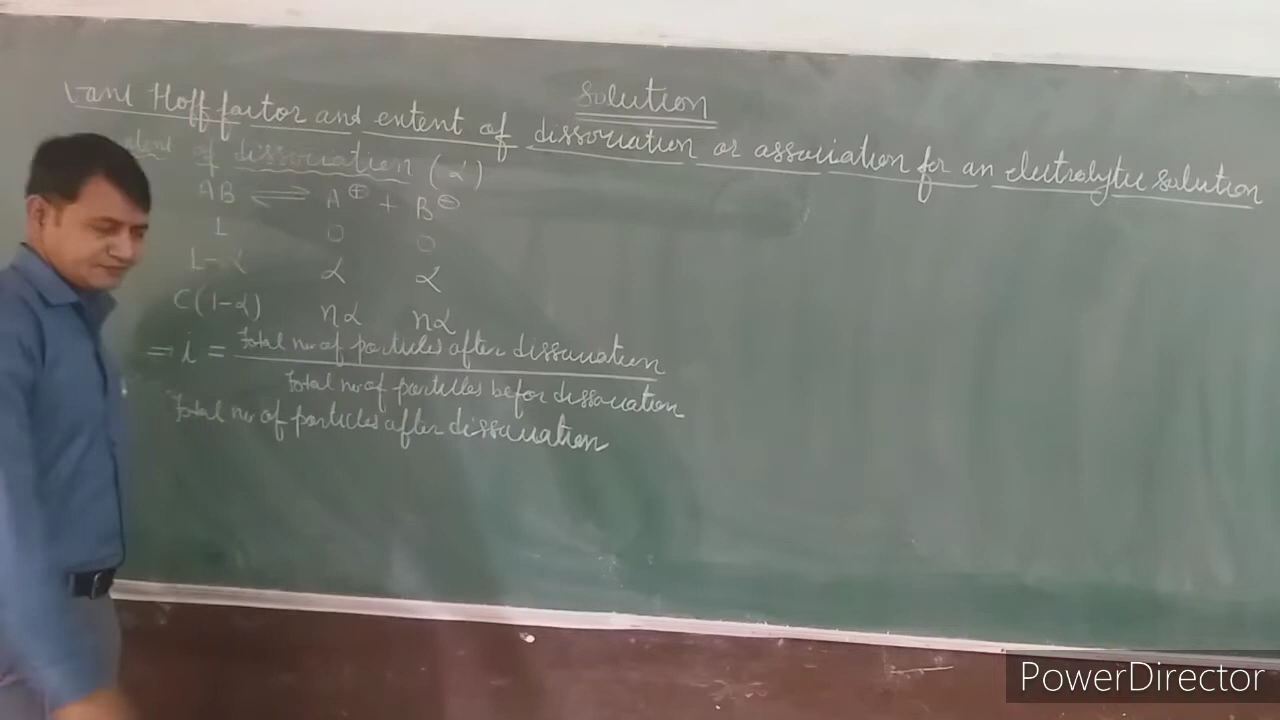 Solution
Vant Hoff factor and extent of dissociation or association for an electrolytic solution
of dissociation (α)
AB ⇌ A⊕ + B⊖
1 0 0
1-α α α
C(1-α) nα nα
⇒ i = Total no of particles after dissociation
Total no of particles befor dissociation
Total no of particles after dissociation
PowerDirector